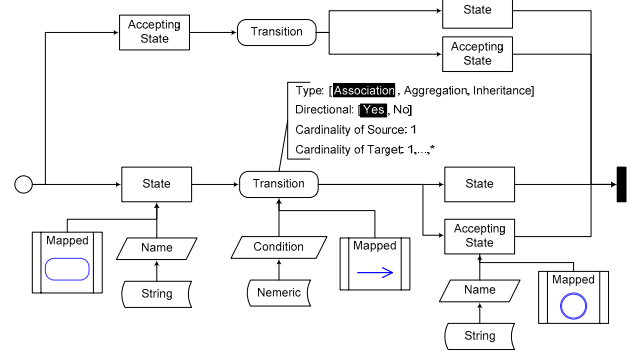 State
Accepting
State
Transition
Accepting
State
Type: [Association, Aggregation, Inheritance]
Directional: [Yes, No]
Cardinality of Source: 1
Cardinality of Target: 1,...,*
State
Transition
State
Mapped
Name
Condition
Mapped
Accepting
State
String
Nemeric
Name
Mapped
String